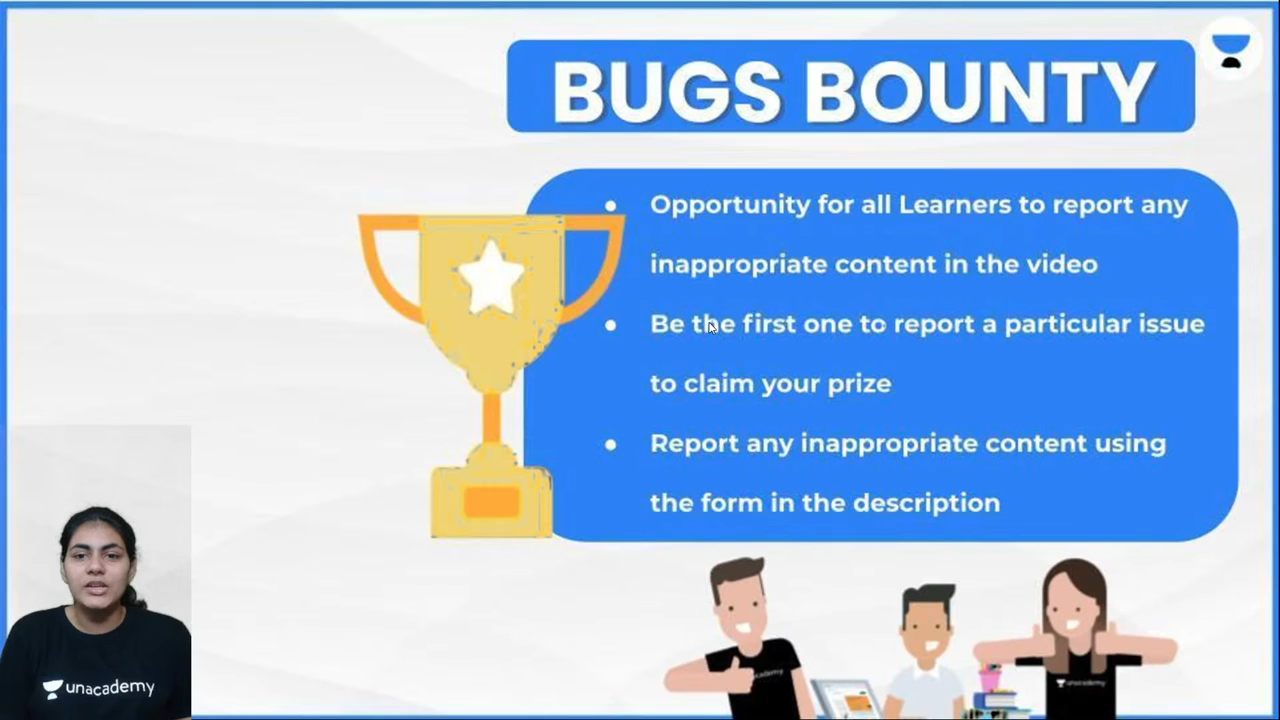 BUGS BOUNTY
• Opportunity for all Learners to report any
inappropriate content in the video
• Be the first one to report a particular issue
to claim your prize
• Report any inappropriate content using
the form in the description
unacademy
unacademy